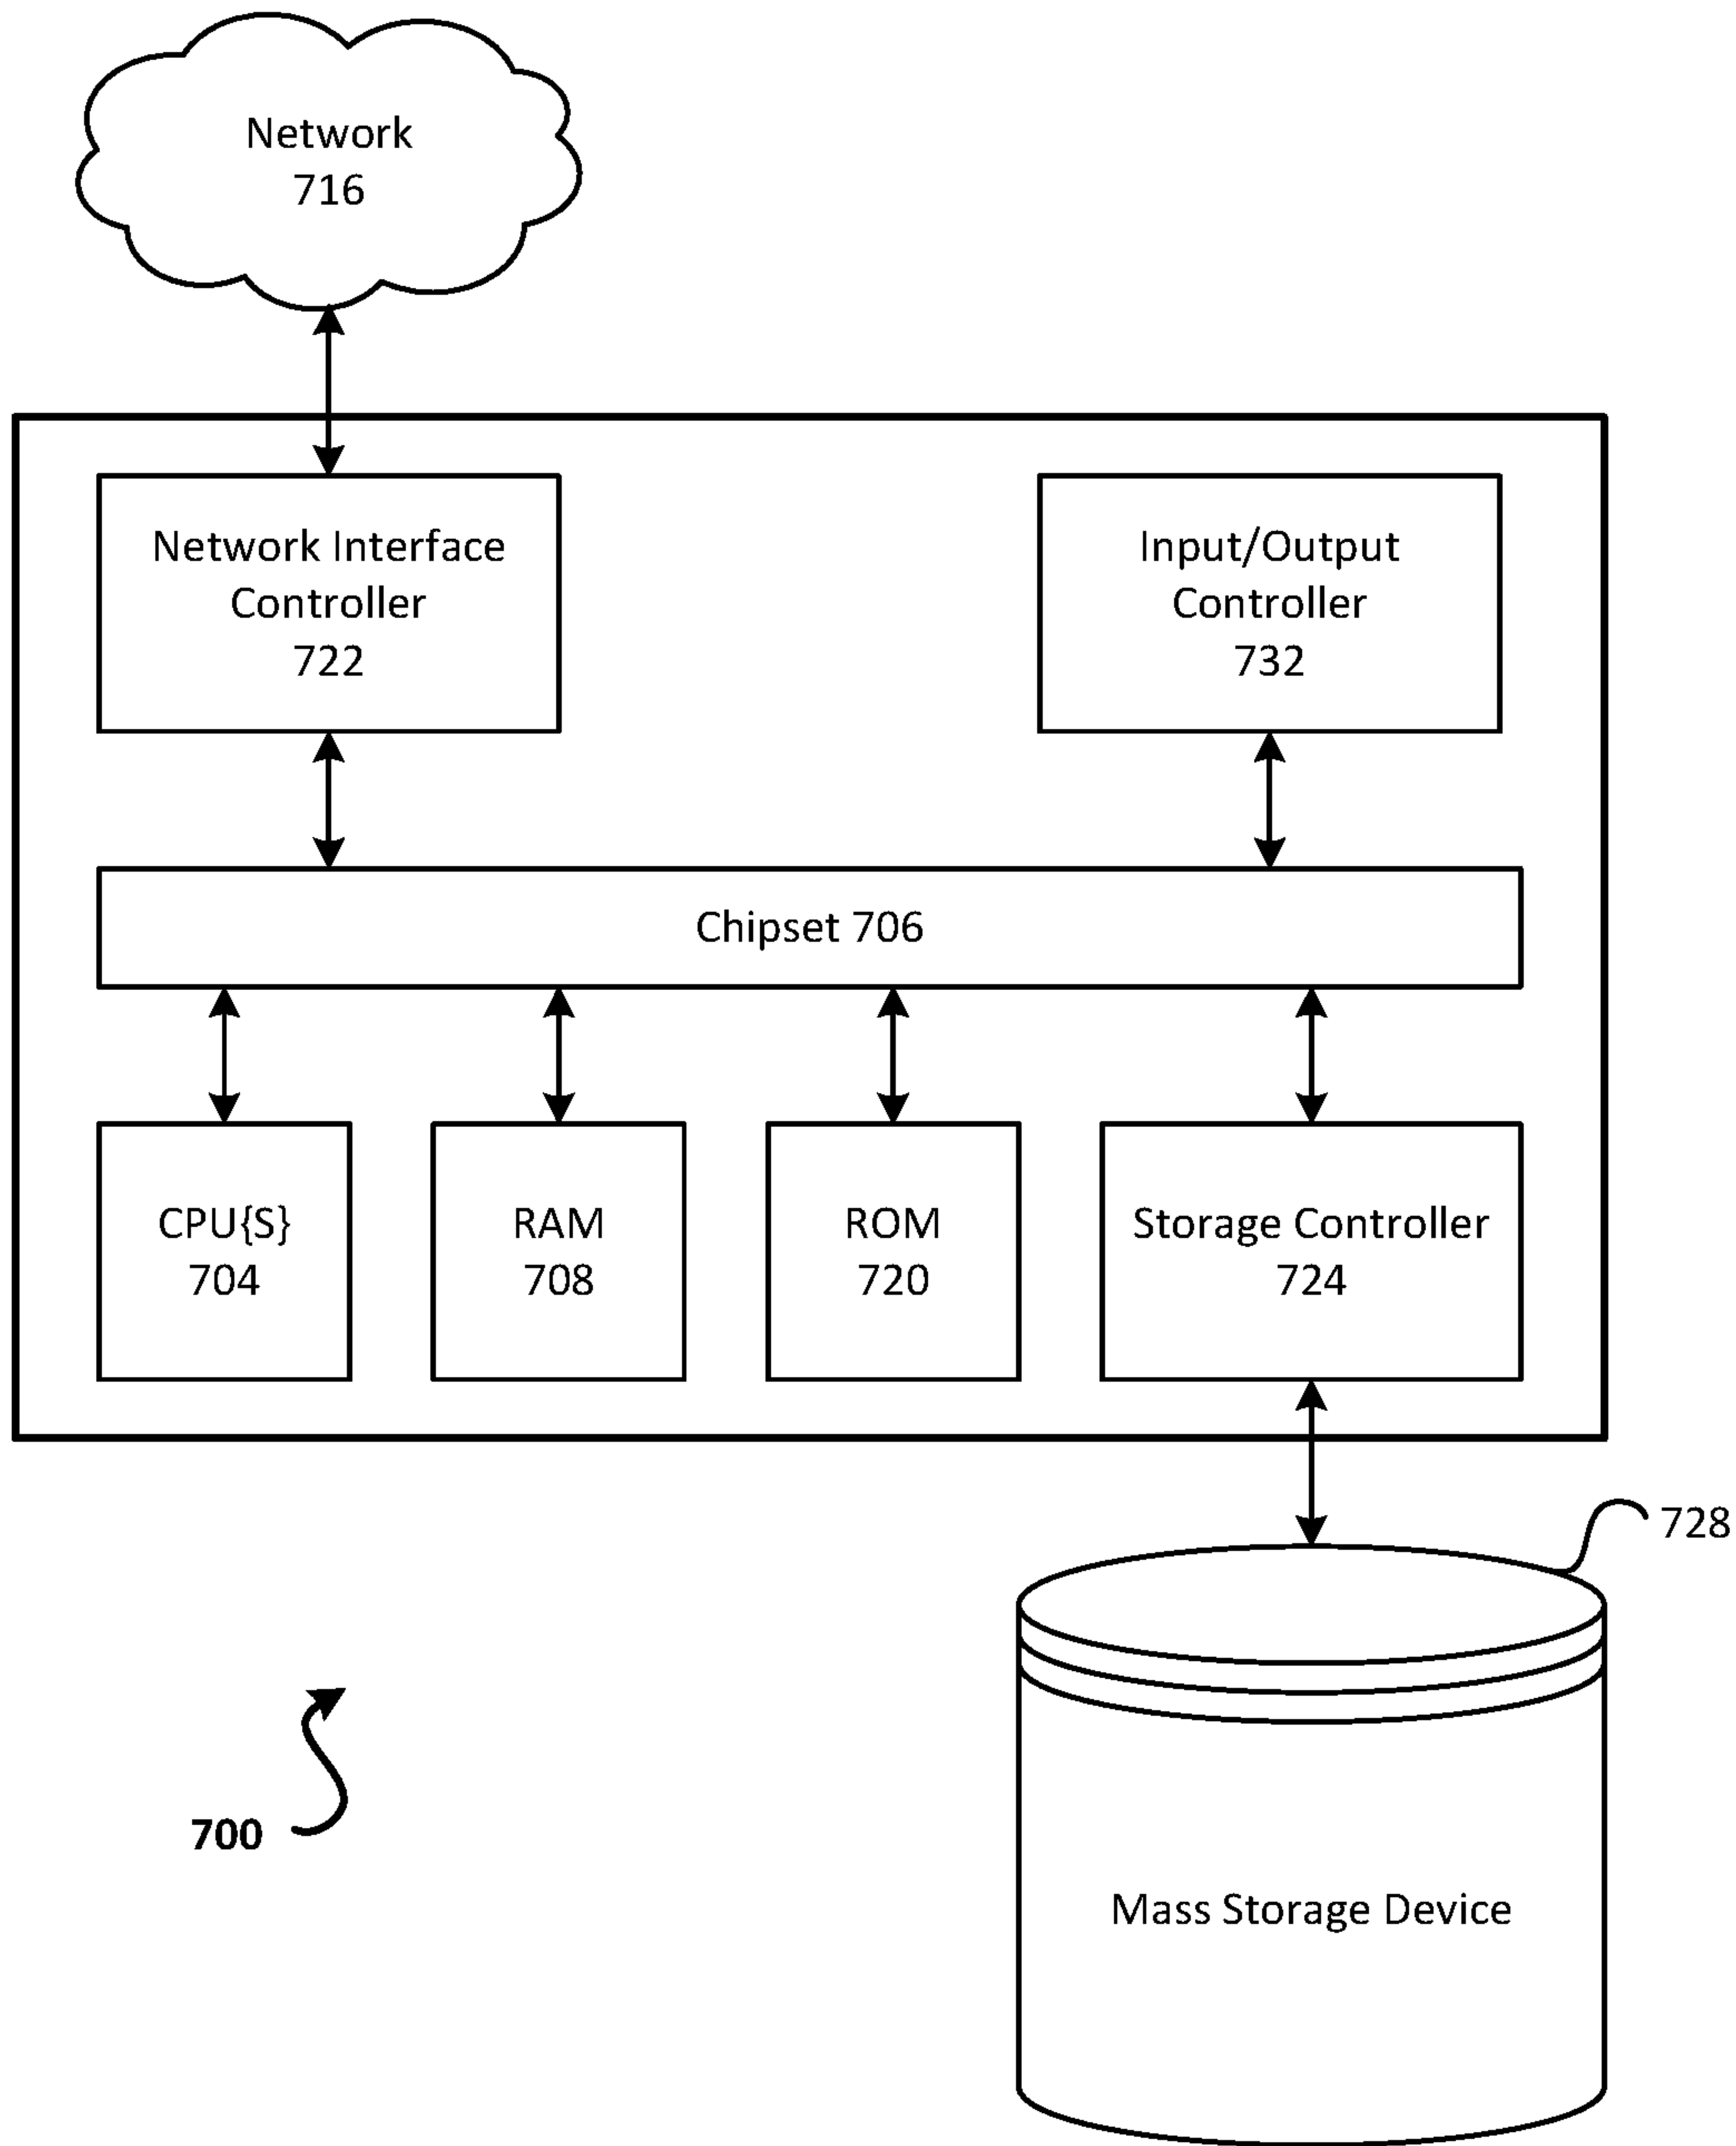 Network
716
Network Interface
Controller
722
Input/Output
Controller
732
Chipset 706
CPU{S}
704
RAM
708
ROM
720
Storage Controller
724
728
700
Mass Storage Device